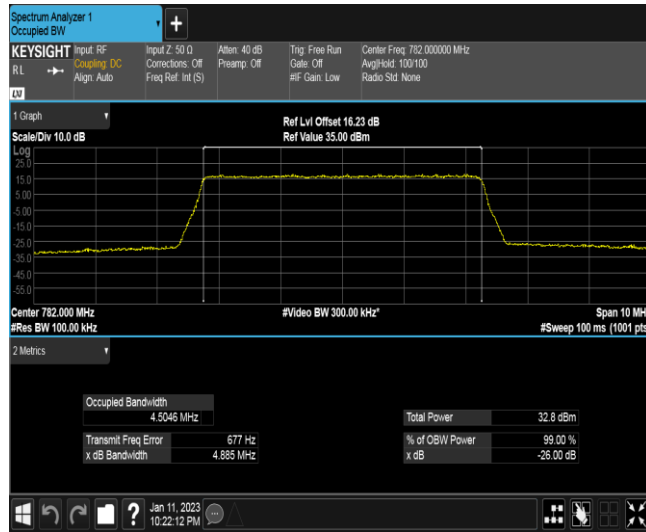 Spectrum Analyzer 1
Occupied BW
+
KEYSIGHT
RL
LXI
Input: RF
Coupling: DC
Align: Auto
Input Z: 50 Ω
Corrections: Off
Freq Ref: Int (S)
Atten: 40 dB
Preamp: Off
Trig: Free Run
Gate: Off
#IF Gain: Low
Center Freq: 782.000000 MHz
Avg|Hold: 100/100
Radio Std: None
1 Graph
Scale/Div 10.0 dB
Ref Lvl Offset 16.23 dB
Ref Value 35.00 dBm
Log
25.0
15.0
5.00
-5.00
-15.0
-25.0
-35.0
-45.0
-55.0
Center 782.000 MHz
#Res BW 100.00 kHz
#Video BW 300.00 kHz*
Span 10 MH
#Sweep 100 ms (1001 pts
2 Metrics
Occupied Bandwidth
4.5046 MHz
Transmit Freq Error 677 Hz
x dB Bandwidth 4.885 MHz
Total Power 32.8 dBm
% of OBW Power 99.00 %
x dB -26.00 dB
?
Jan 11, 2023
10:22:12 PM